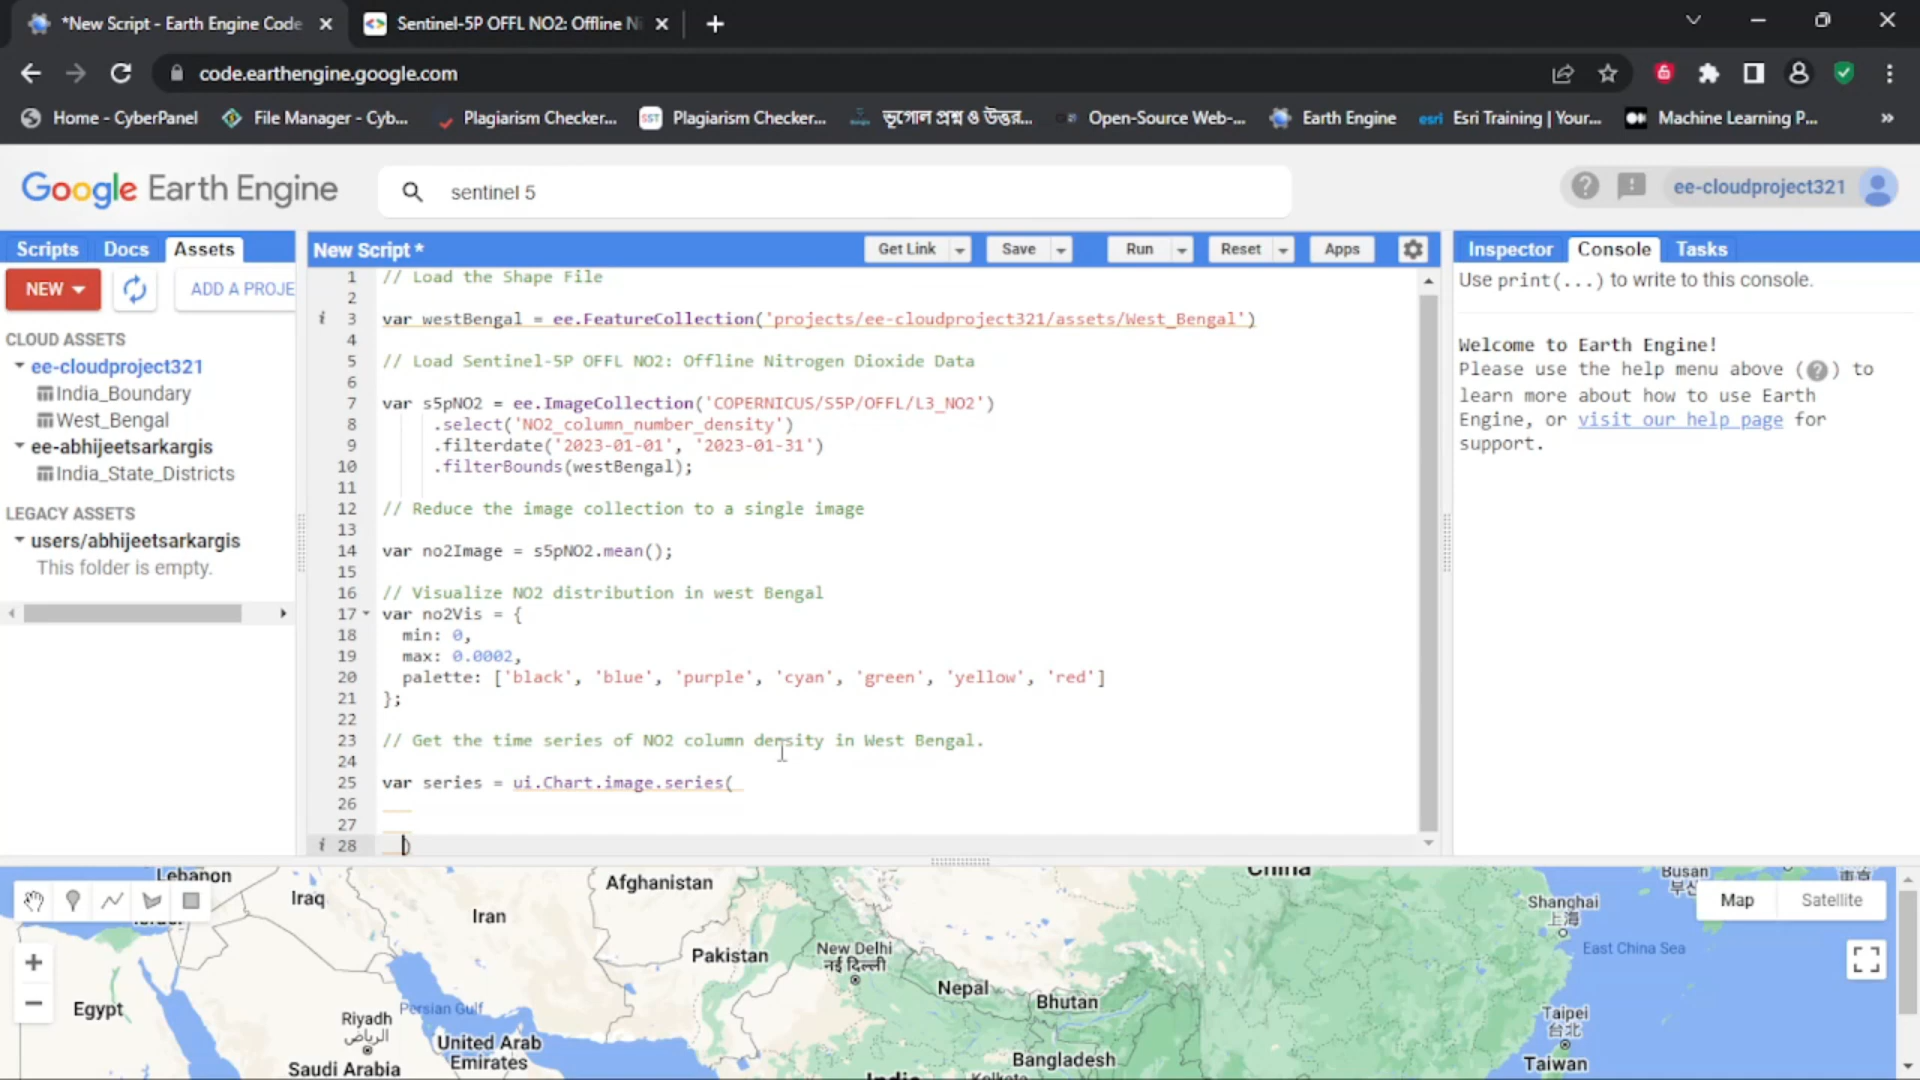 *New Script - Earth Engine Code
Sentinel-5P OFFL NO2: Offline Ni
code.earthengine.google.com
Home - CyberPanel
File Manager - Cyb...
Plagiarism Checker...
SST
Plagiarism Checker...
ভূগোল প্রশ্ন ও উত্তর...
Open-Source Web-...
Earth Engine
esri
Esri Training | Your...
Machine Learning P...
»
Google Earth Engine
sentinel 5
ee-cloudproject321
Scripts
Docs
Assets
New Script *
Get Link
Save
Run
Reset
Apps
Inspector
Console
Tasks
NEW
ADD A PROJE
CLOUD ASSETS
ee-cloudproject321
India_Boundary
West_Bengal
ee-abhijeetsarkargis
India_State_Districts
LEGACY ASSETS
users/abhijeetsarkargis
This folder is empty.
1 // Load the Shape File
2
i 3 var westBengal = ee.FeatureCollection('projects/ee-cloudproject321/assets/West_Bengal')
4
5 // Load Sentinel-5P OFFL NO2: Offline Nitrogen Dioxide Data
6
7 var s5pNO2 = ee.ImageCollection('COPERNICUS/S5P/OFFL/L3_NO2')
8 .select('NO2_column_number_density')
9 .filterdate('2023-01-01', '2023-01-31')
10 .filterBounds(westBengal);
11
12 // Reduce the image collection to a single image
13
14 var no2Image = s5pNO2.mean();
15
16 // Visualize NO2 distribution in west Bengal
17 var no2Vis = {
18 min: 0,
19 max: 0.0002,
20 palette: ['black', 'blue', 'purple', 'cyan', 'green', 'yellow', 'red']
21 };
22
23 // Get the time series of NO2 column density in West Bengal.
24
25 var series = ui.Chart.image.series(
26
27
i 28 )
Use print(...) to write to this console.
Welcome to Earth Engine!
Please use the help menu above (?) to
learn more about how to use Earth
Engine, or visit our help page for
support.
Lebanon
Iraq
Iran
Afghanistan
Pakistan
New Delhi
नई दिल्ली
Nepal
Bhutan
China
Busan
부산
Shanghai
上海
East China Sea
Map
Satellite
Egypt
Persian Gulf
Riyadh
الرياض
United Arab
Emirates
Saudi Arabia
Bangladesh
India
Kolkata
Taipei
台北
Taiwan